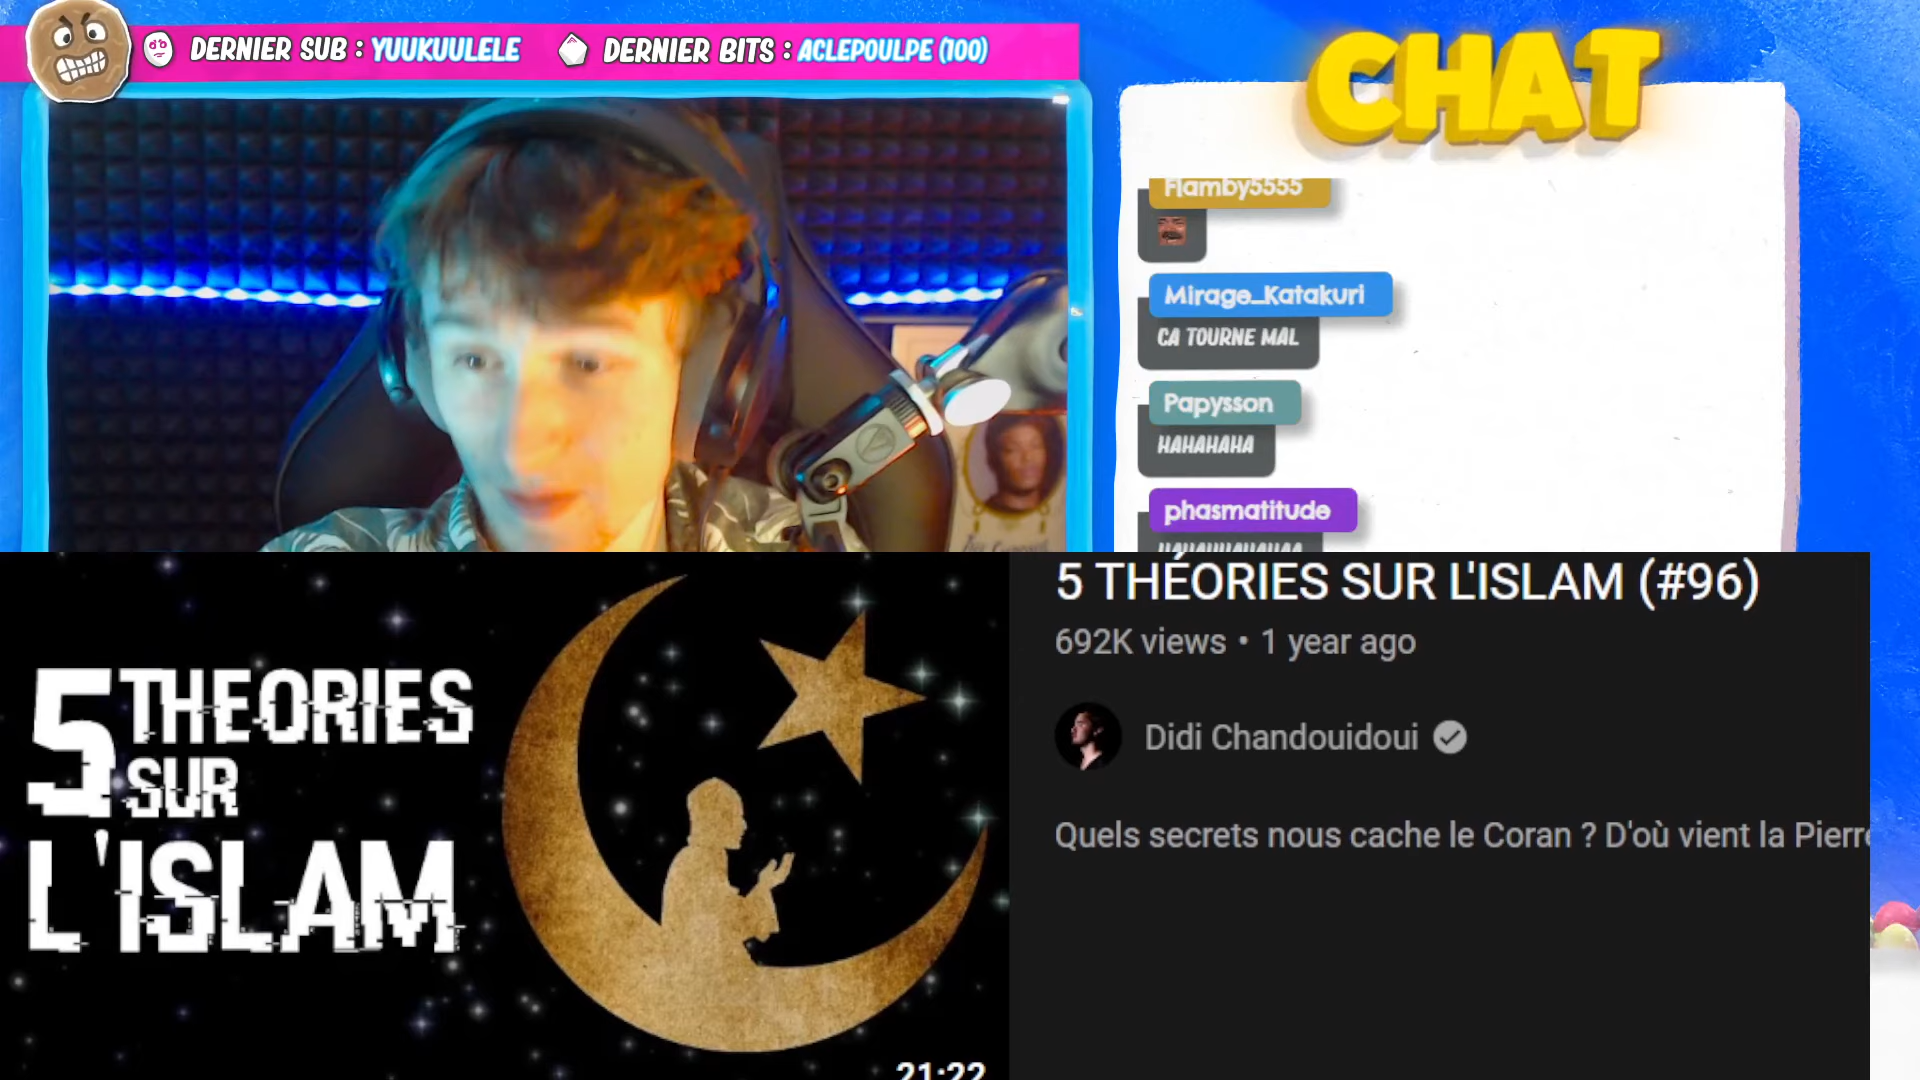 DERNIER SUB : YUUKUULELE
DERNIER BITS : ACLEPOULPE (100)
CHAT
Flamby5555
Mirage_Katakuri
CA TOURNE MAL
Papysson
HAHAHAHA
phasmatitude
5 THEORIES
SUR
L'ISLAM
21:22
5 THÉORIES SUR L'ISLAM (#96)
692K views • 1 year ago
Didi Chandouidoui
Quels secrets nous cache le Coran ? D'où vient la Pierre